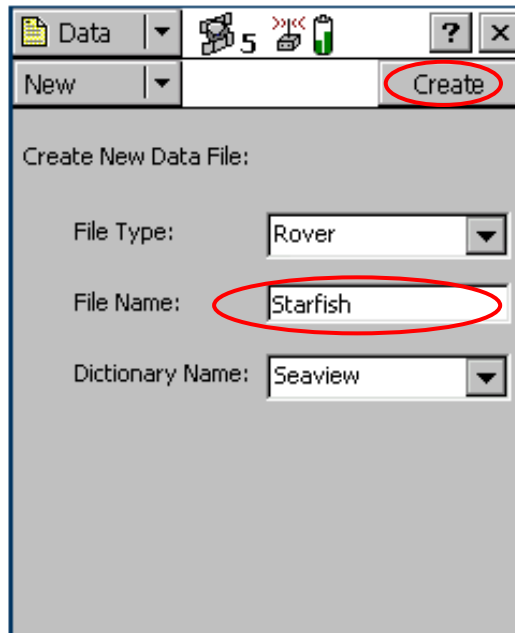 Data 5 ? ×
New Create
Create New Data File:
File Type: Rover
File Name: Starfish
Dictionary Name: Seaview